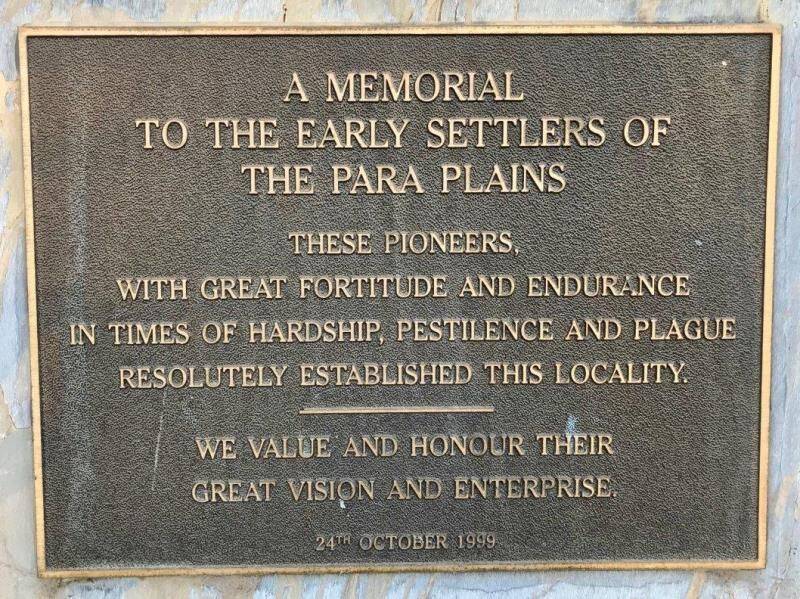 A MEMORIAL
TO THE EARLY SETTLERS OF
THE PARA PLAINS
THESE PIONEERS,
WITH GREAT FORTITUDE AND ENDURANCE
IN TIMES OF HARDSHIP, PESTILENCE AND PLAGUE
RESOLUTELY ESTABLISHED THIS LOCALITY.
WE VALUE AND HONOUR THEIR
GREAT VISION AND ENTERPRISE.
24TH OCTOBER 1999